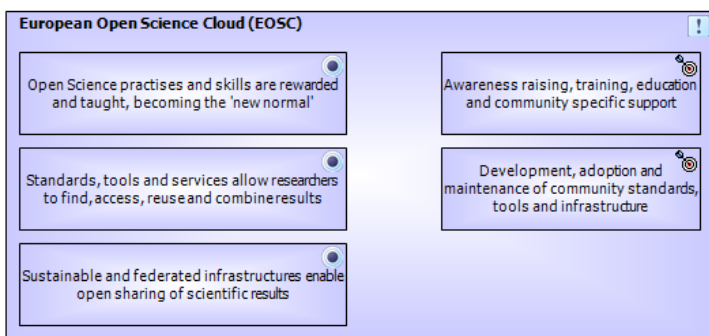 European Open Science Cloud (EOSC)
!
Open Science practises and skills are rewarded
and taught, becoming the 'new normal'
Awareness raising, training, education
and community specific support
Standards, tools and services allow researchers
to find, access, reuse and combine results
Development, adoption and
maintenance of community standards,
tools and infrastructure
Sustainable and federated infrastructures enable
open sharing of scientific results